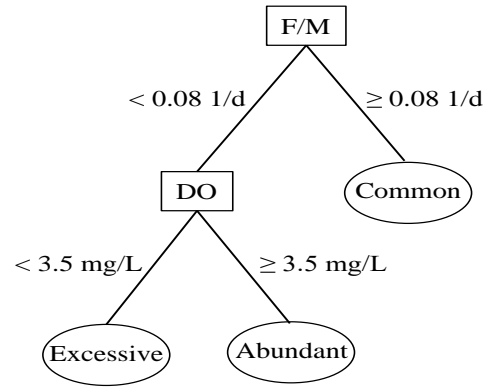 F/M
< 0.08 1/d
≥ 0.08 1/d
DO
Common
< 3.5 mg/L
≥ 3.5 mg/L
Excessive
Abundant